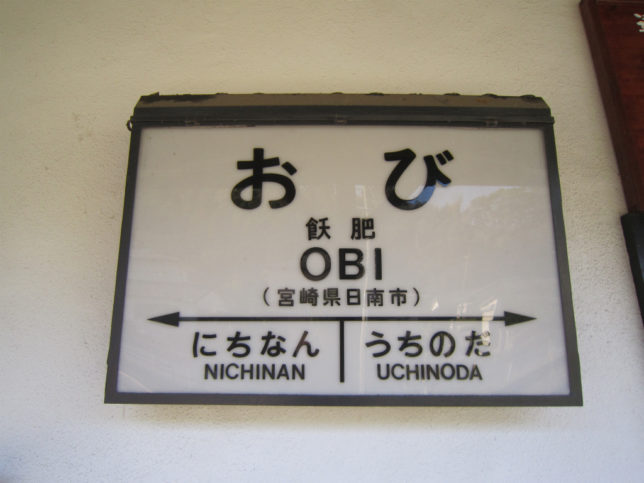 おび
飫肥
OBI
(宮崎県日南市)
にちなん うちのだ
NICHINAN UCHINODA